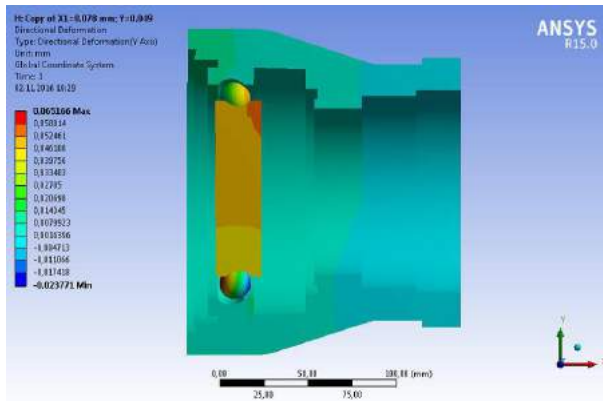 H: Copy of X1=0,078 mm; Y=0,049
Directional Deformation
Type: Directional Deformation(Y Axis)
Unit: mm
Global Coordinate System
Time: 1
02.11.2016 10:29
0,065166 Max
0,058814
0,052461
0,046108
0,039756
0,033403
0,02705
0,020698
0,014345
0,0079923
0,0016396
-0,004713
-0,011066
-0,017418
-0,023771 Min
ANSYS
R15.0
0,00
50,00
100,00 (mm)
25,00
75,00
Y